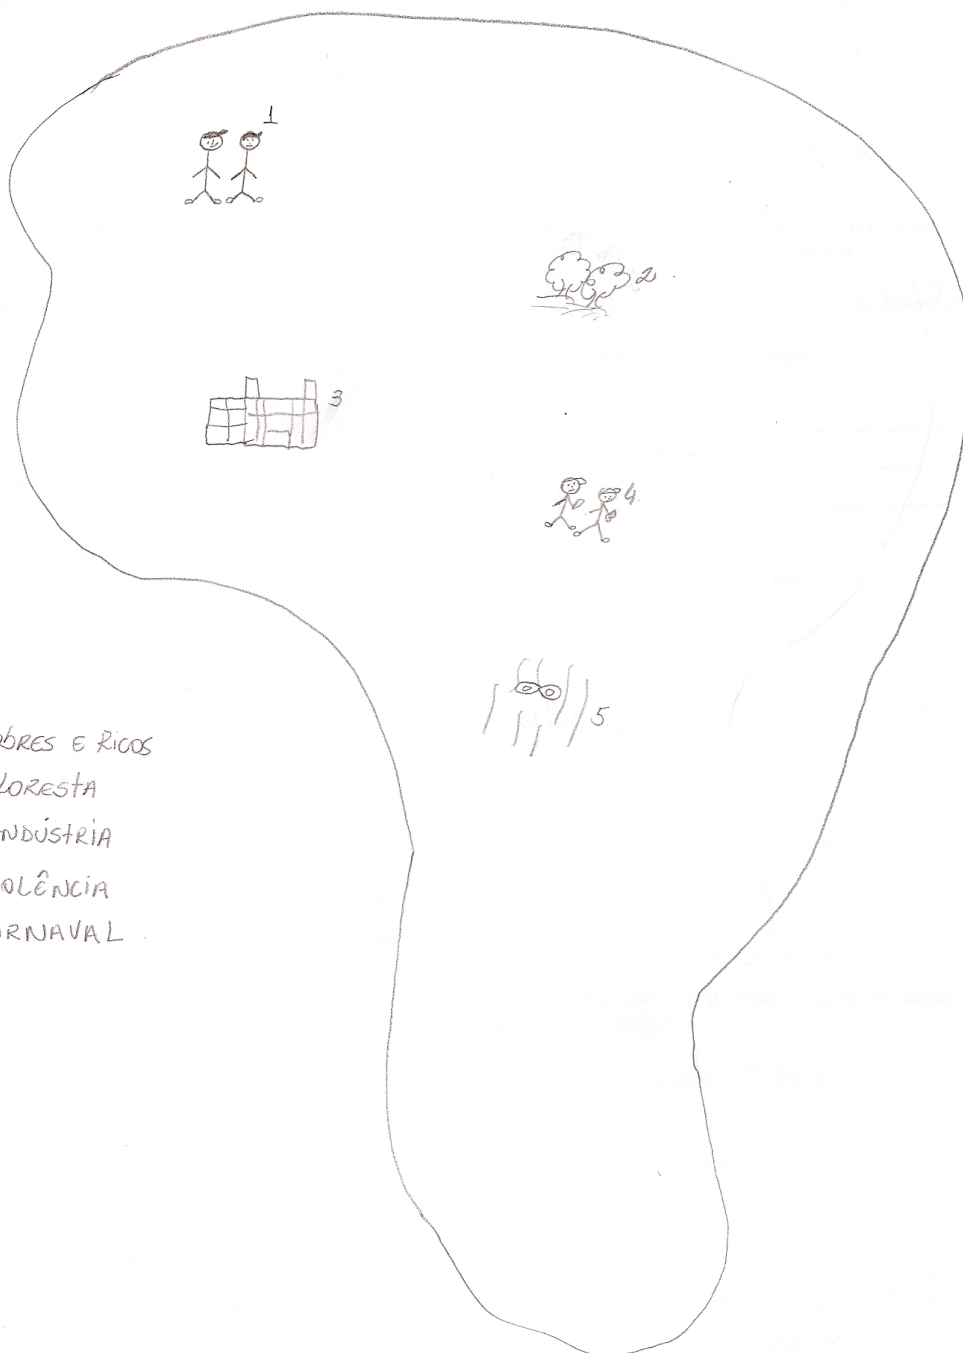 1
2
3
4
5
OBRES E RICOS
LORESTA
NDÚSTRIA
OLÊNCIA
RNAVAL